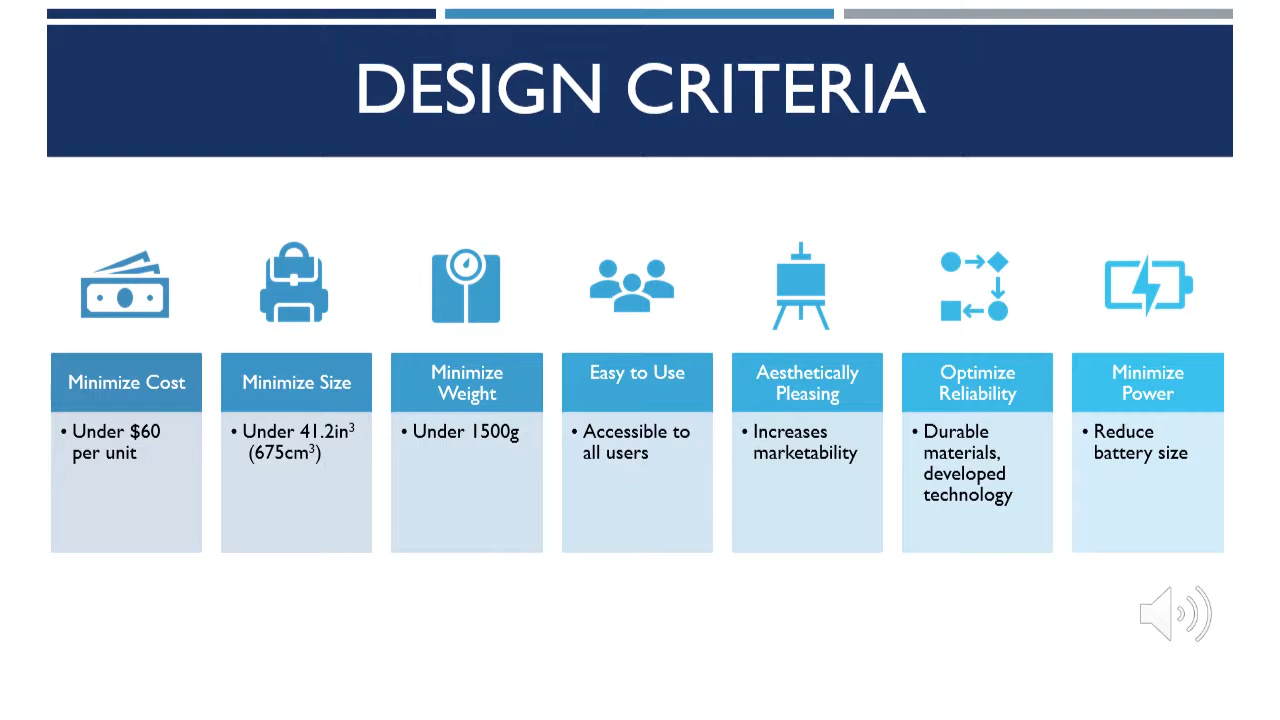 DESIGN CRITERIA
Minimize Cost
• Under $60
per unit
Minimize Size
• Under 41.2in³
(675cm³)
Minimize
Weight
• Under 1500g
Easy to Use
• Accessible to
all users
Aesthetically
Pleasing
• Increases
marketability
Optimize
Reliability
• Durable
materials,
developed
technology
Minimize
Power
• Reduce
battery size